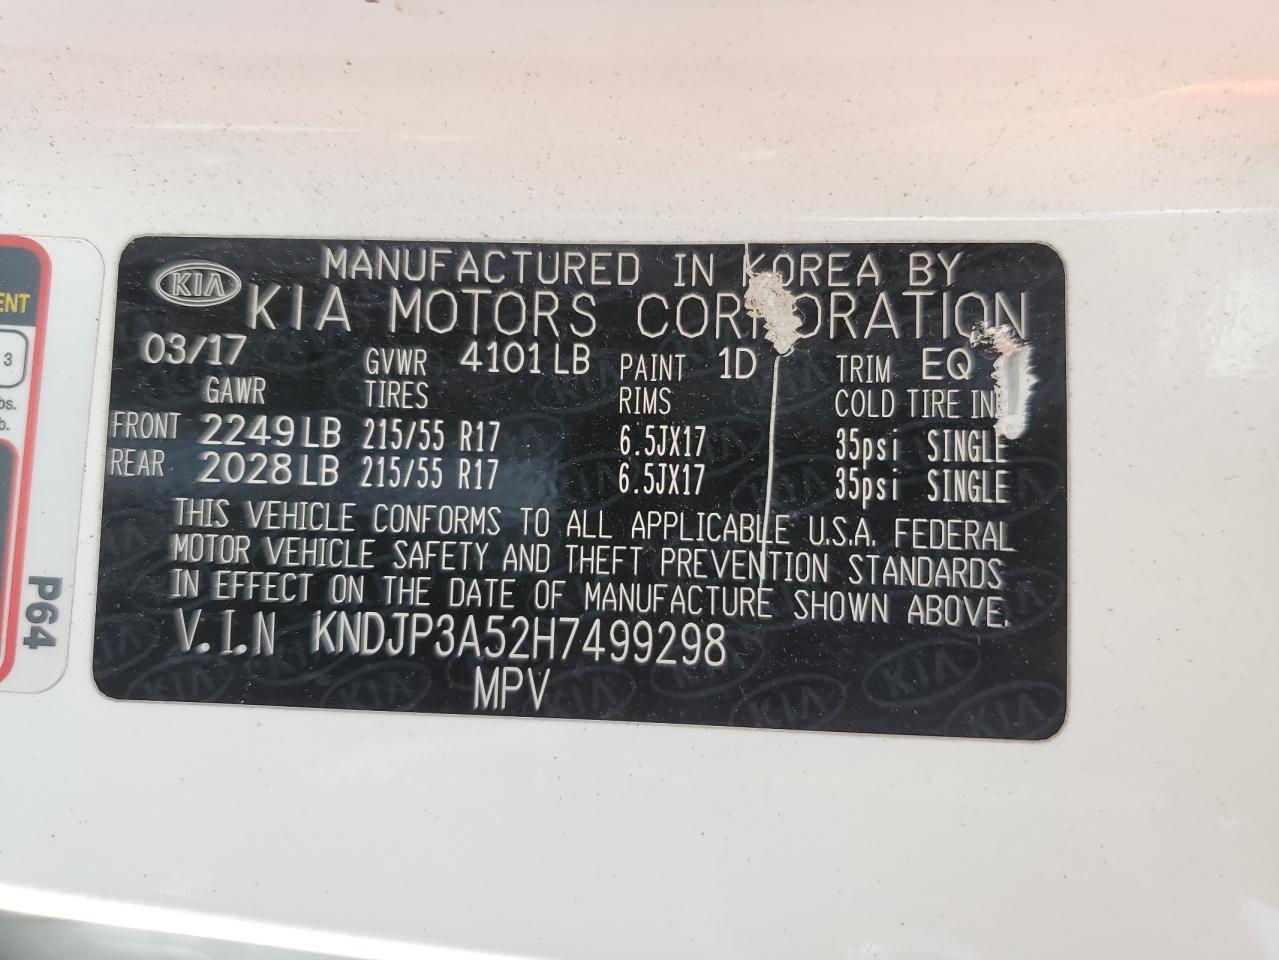 KIA
MANUFACTURED IN KOREA BY
KIA MOTORS CORPORATION
03/17 GVWR 4101 LB PAINT 1D TRIM EQ
GAWR TIRES RIMS COLD TIRE
FRONT 2249 LB 215/55 R17 6.5JX17 35psi SINGLE
REAR 2028 LB 215/55 R17 6.5JX17 35psi SINGLE
THIS VEHICLE CONFORMS TO ALL APPLICABLE U.S.A. FEDERAL
MOTOR VEHICLE SAFETY AND THEFT PREVENTION STANDARDS
IN EFFECT ON THE DATE OF MANUFACTURE SHOWN ABOVE.
V.I.N KNDJP3A52H7499298
MPV
3
P64